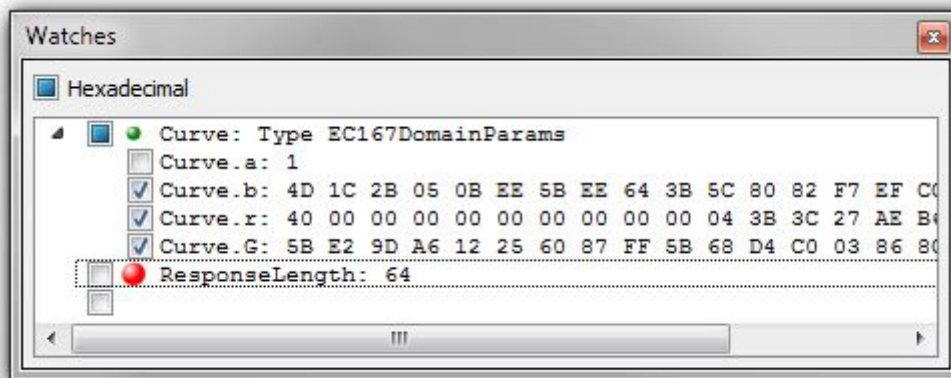 Watches
Hexadecimal
Curve: Type EC167DomainParams
Curve.a: 1
Curve.b: 4D 1C 2B 05 0B EE 5B EE 64 3B 5C 80 82 F7 EF
Curve.r: 40 00 00 00 00 00 00 00 00 00 04 3B 3C 27 AE
Curve.G: 5B E2 9D A6 12 25 60 87 FF 5B 68 D4 C0 03 86
ResponseLength: 64